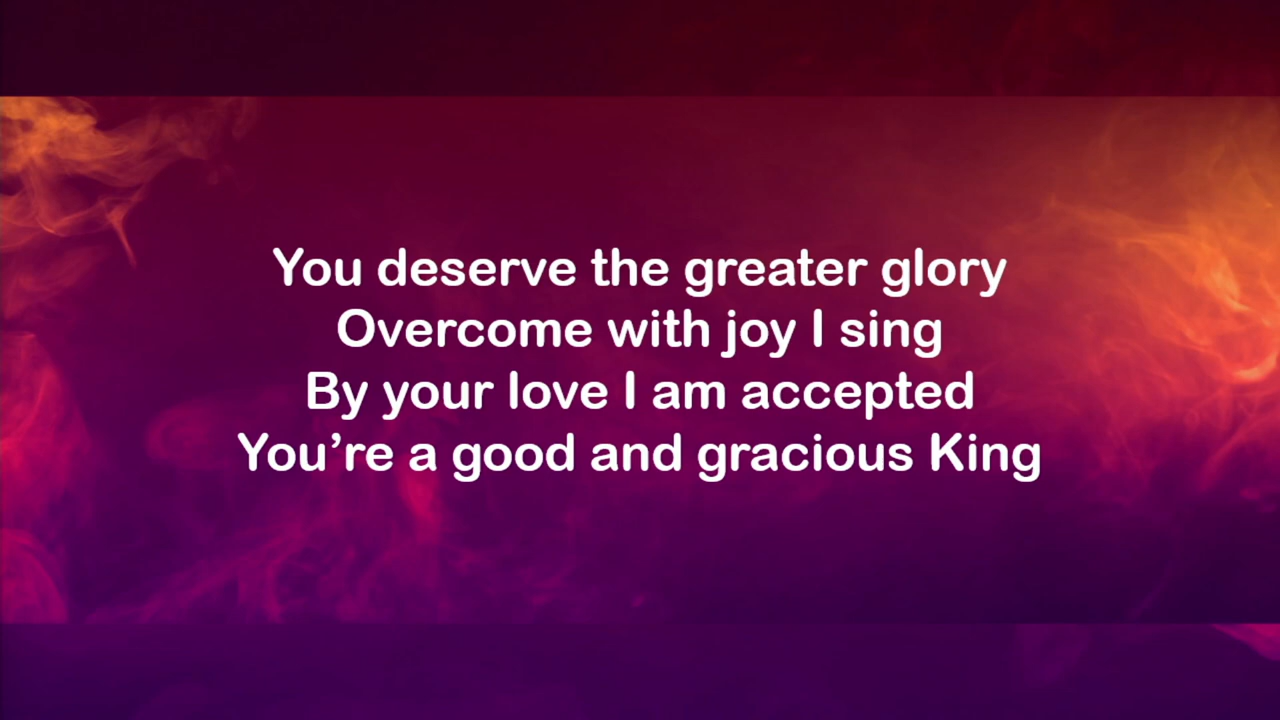 You deserve the greater glory
Overcome with joy I sing
By your love I am accepted
You’re a good and gracious King